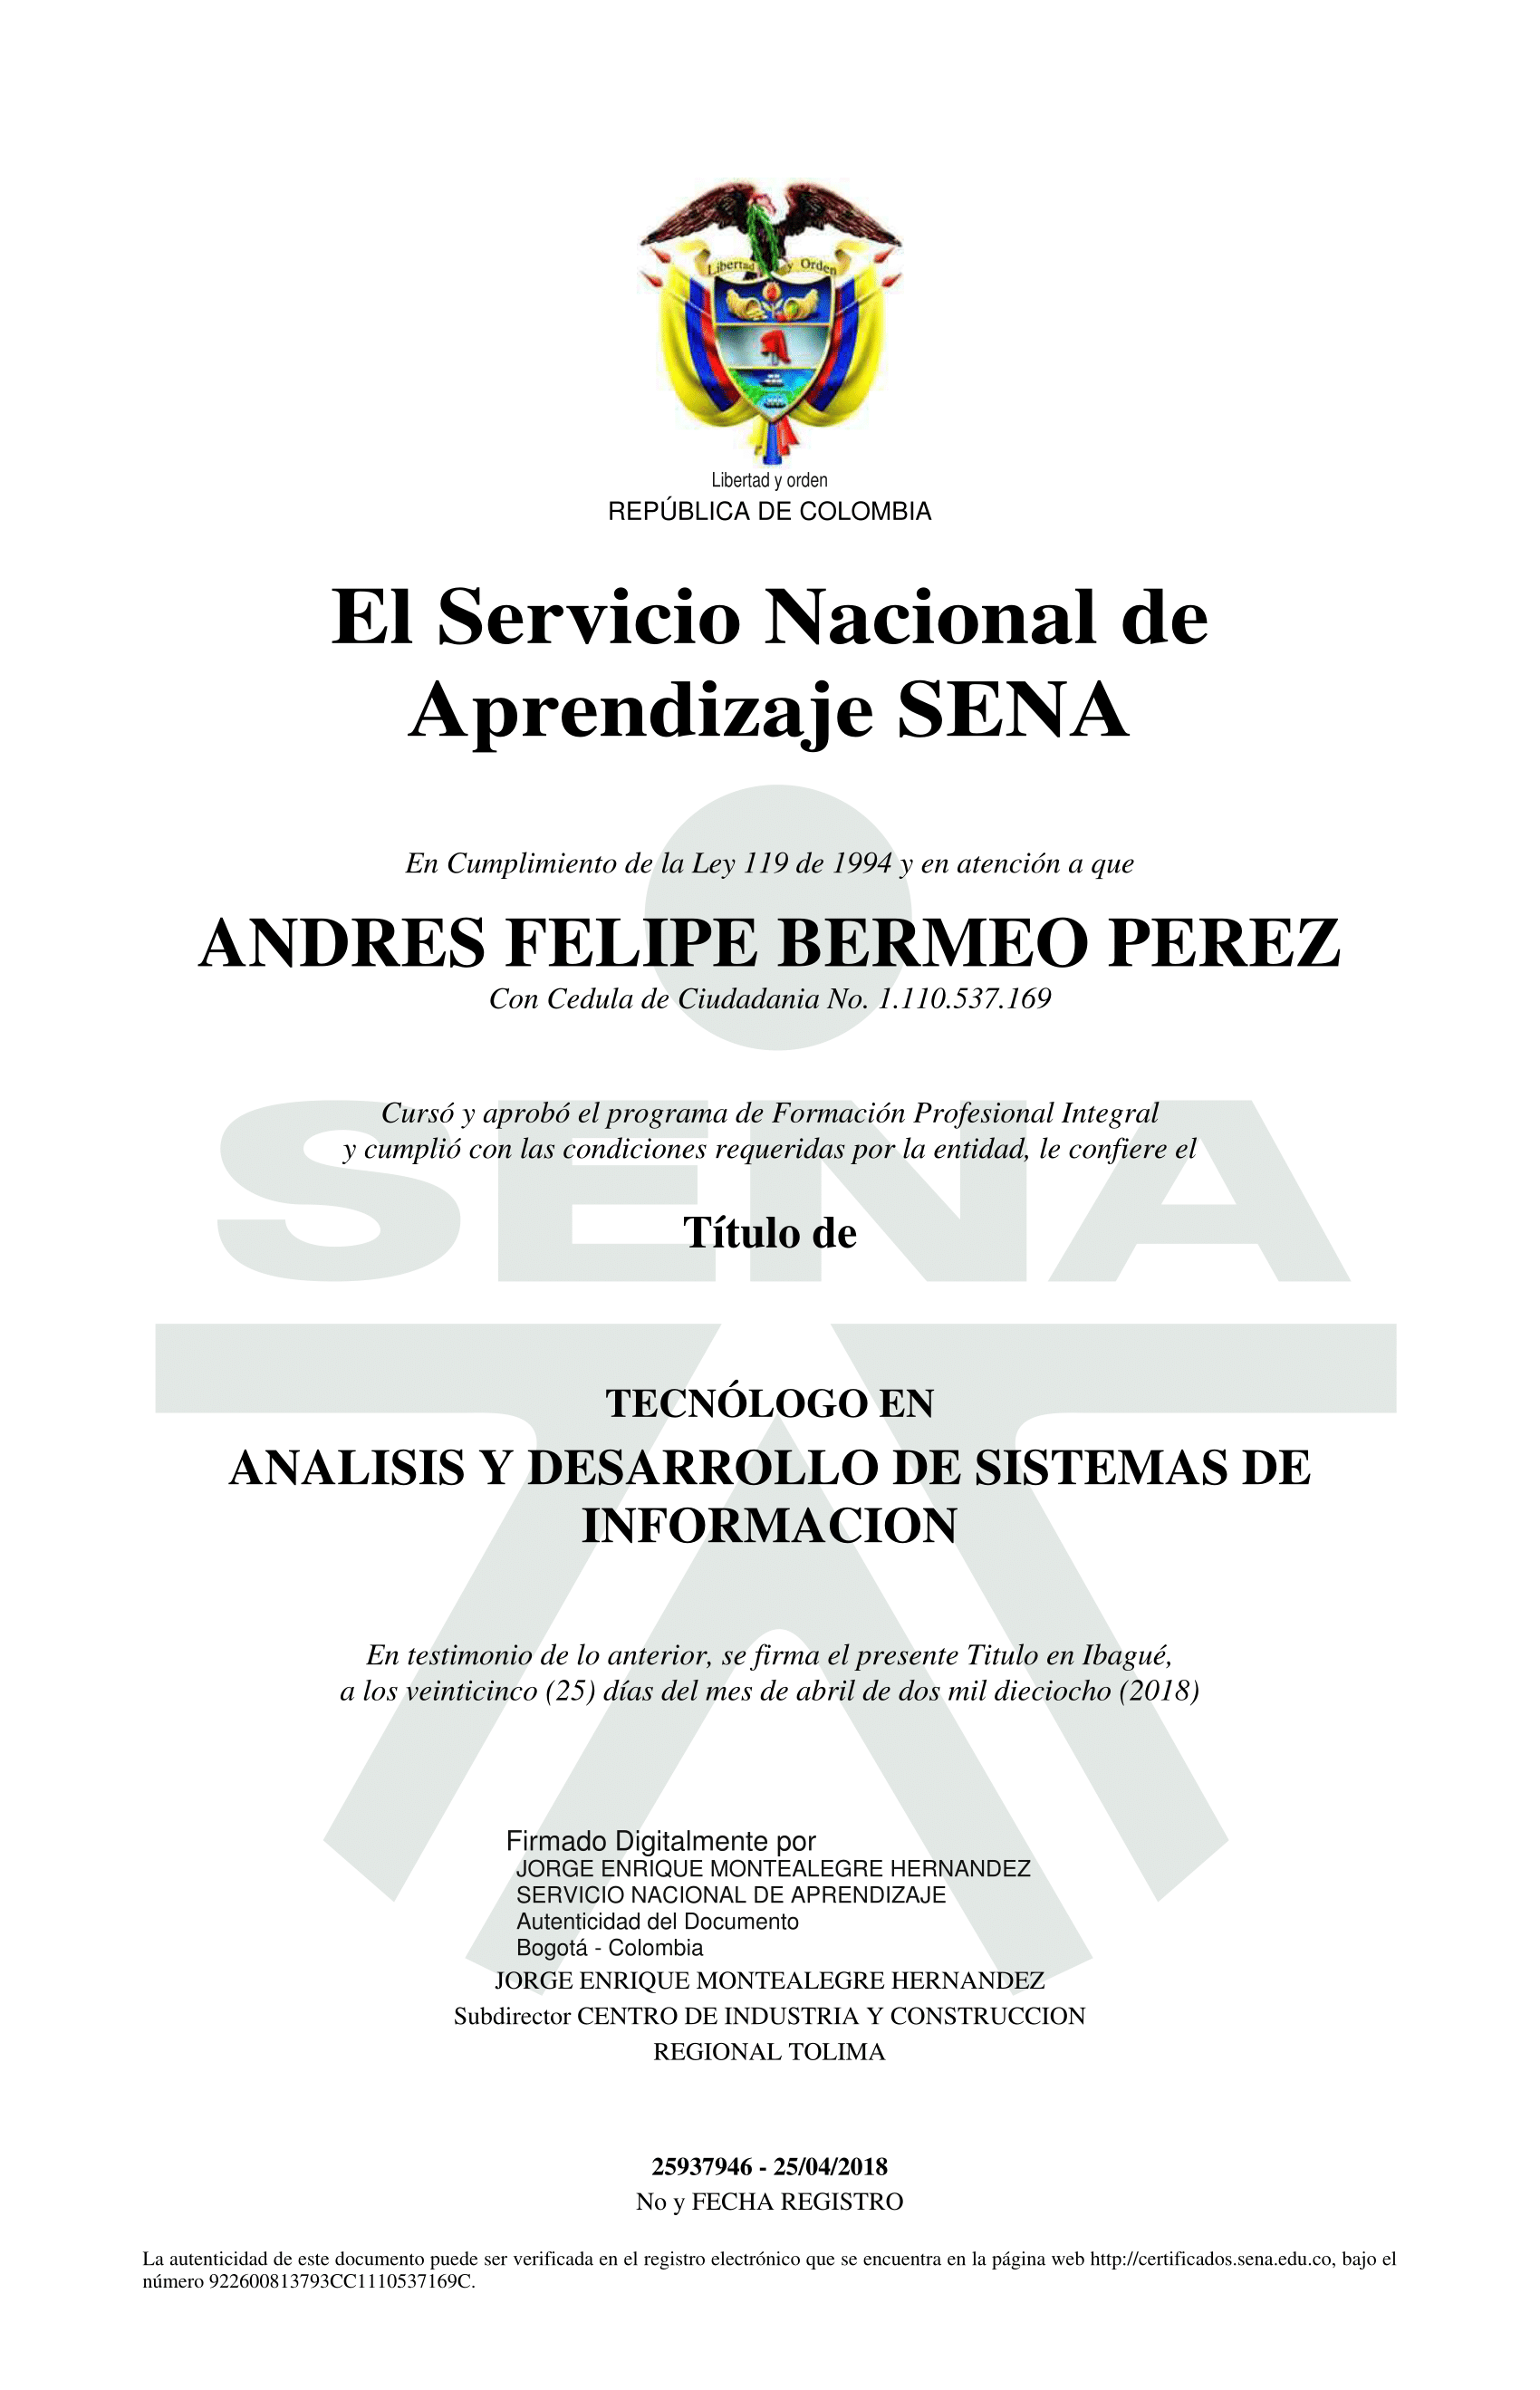 Libertad y Orden
Libertad y orden
REPÚBLICA DE COLOMBIA
El Servicio Nacional de
Aprendizaje SENA
En Cumplimiento de la Ley 119 de 1994 y en atención a que
ANDRES FELIPE BERMEO PEREZ
Con Cedula de Ciudadania No. 1.110.537.169
Cursó y aprobó el programa de Formación Profesional Integral
y cumplió con las condiciones requeridas por la entidad, le confiere el
SENA
Título de
TECNÓLOGO EN
ANALISIS Y DESARROLLO DE SISTEMAS DE
INFORMACION
En testimonio de lo anterior, se firma el presente Titulo en Ibagué,
a los veinticinco (25) días del mes de abril de dos mil dieciocho (2018)
Firmado Digitalmente por
JORGE ENRIQUE MONTEALEGRE HERNANDEZ
SERVICIO NACIONAL DE APRENDIZAJE
Autenticidad del Documento
Bogotá - Colombia
JORGE ENRIQUE MONTEALEGRE HERNANDEZ
Subdirector CENTRO DE INDUSTRIA Y CONSTRUCCION
REGIONAL TOLIMA
25937946 - 25/04/2018
No y FECHA REGISTRO
La autenticidad de este documento puede ser verificada en el registro electrónico que se encuentra en la página web http://certificados.sena.edu.co, bajo el
número 922600813793CC1110537169C.